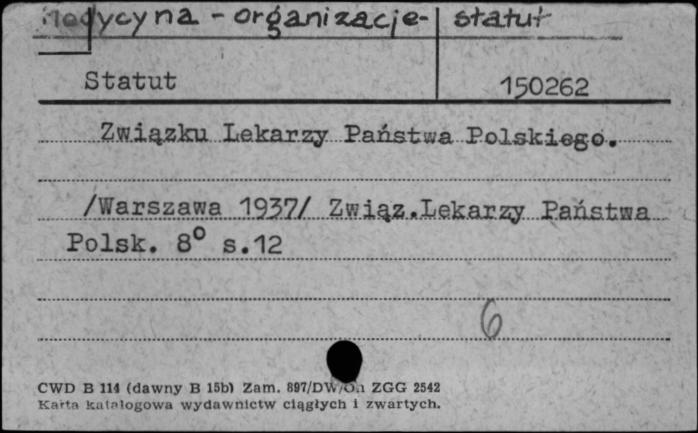 Medycyna - organizacje - statut
Statut 150262
Związku Lekarzy Państwa Polskiego.
/Warszawa 1937/ Związ.Lekarzy Państwa
Polsk. 8° s.12
6
CWD B 114 (dawny B 15b) Zam. 897/DW/On ZGG 2542
Karta katalogowa wydawnictw ciągłych i zwartych.